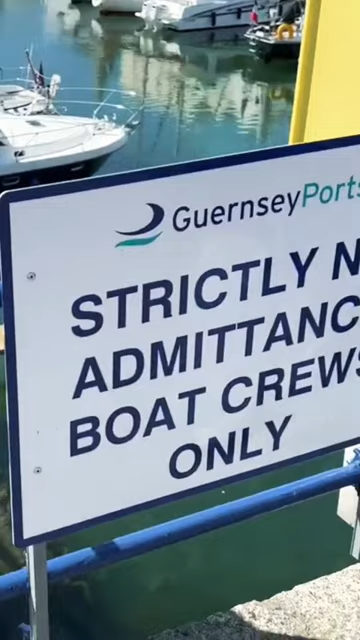 GuernseyPorts
STRICTLY N
ADMITTANC
BOAT CREWS
ONLY